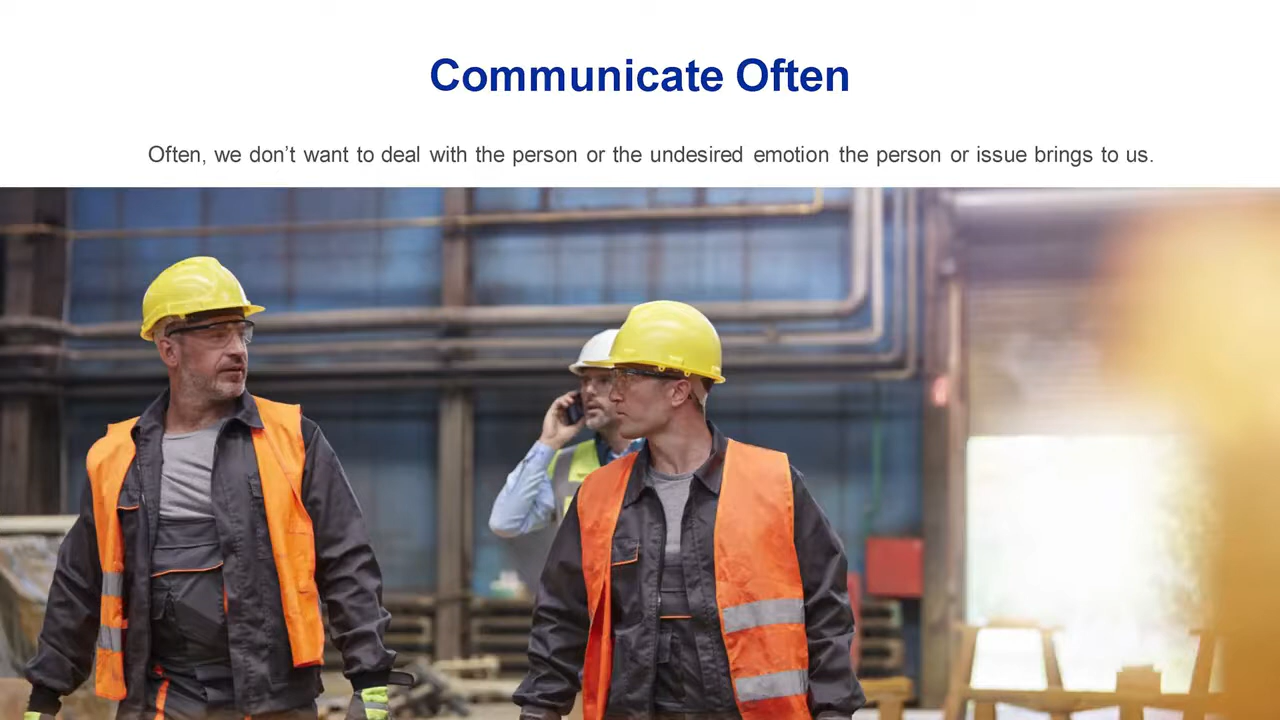 Communicate Often
Often, we don’t want to deal with the person or the undesired emotion the person or issue brings to us.